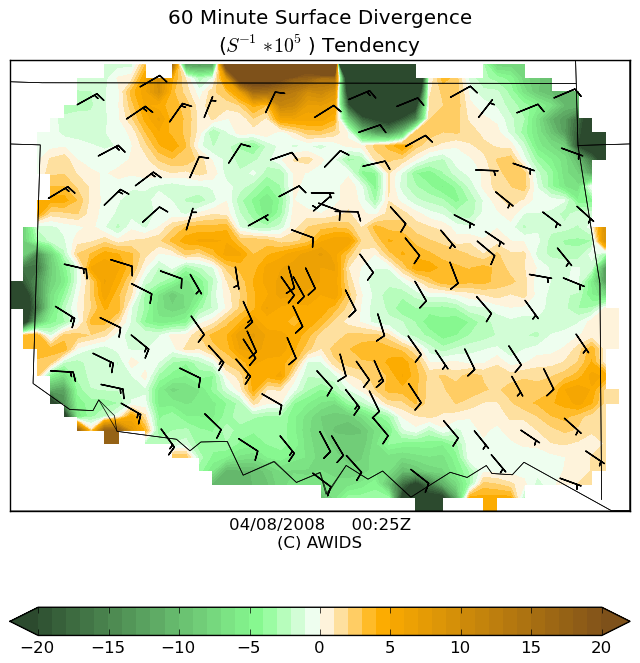 60 Minute Surface Divergence
(S⁻¹ * 10⁵ ) Tendency
04/08/2008 00:25Z
(C) AWIDS
−20 −15 −10 −5 0 5 10 15 20